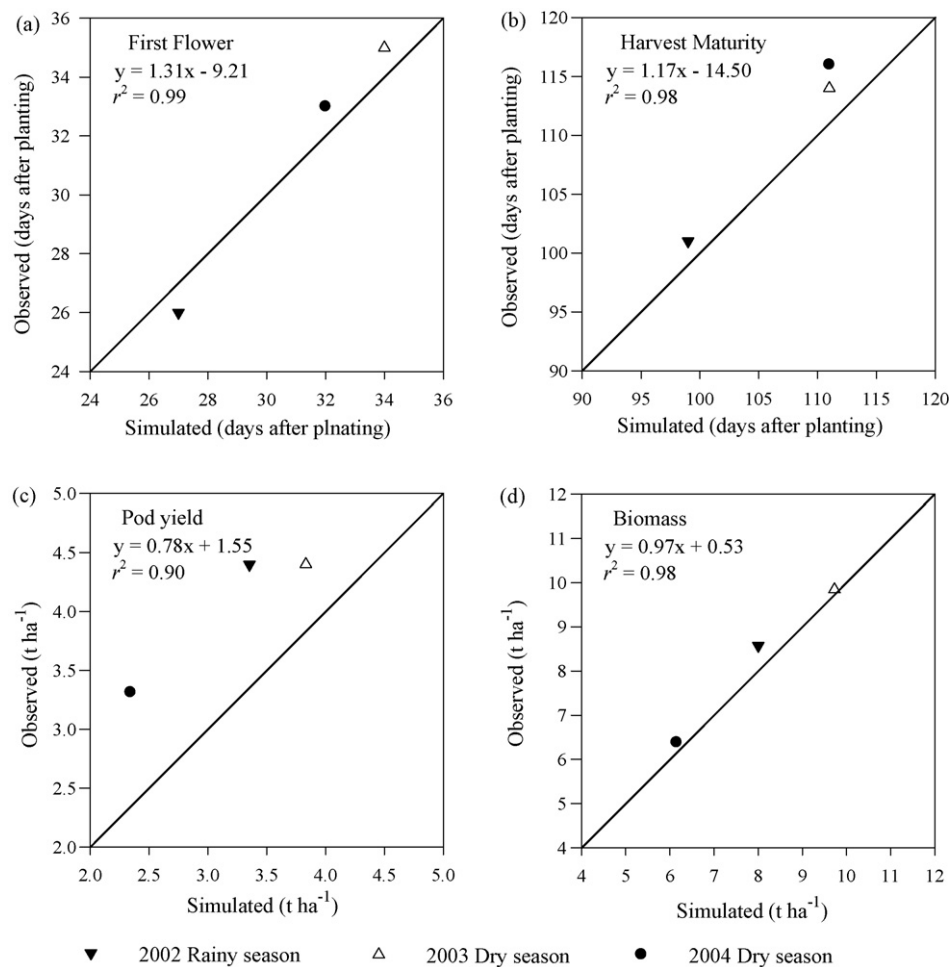 (a)
First Flower
y = 1.31x - 9.21
r² = 0.99
Observed (days after planting)
36
34
32
30
28
26
24
24 26 28 30 32 34 36
Simulated (days after plnating)
(b)
Harvest Maturity
y = 1.17x - 14.50
r² = 0.98
Observed (days after planting)
120
115
110
105
100
95
90
90 95 100 105 110 115 120
Simulated (days after planting)
(c)
Pod yield
y = 0.78x + 1.55
r² = 0.90
Observed (t ha⁻¹)
5.0
4.5
4.0
3.5
3.0
2.5
2.0
2.0 2.5 3.0 3.5 4.0 4.5 5.0
Simulated (t ha⁻¹)
(d)
Biomass
y = 0.97x + 0.53
r² = 0.98
Observed (t ha⁻¹)
12
11
10
9
8
7
6
5
4
4 5 6 7 8 9 10 11 12
Simulated (t ha⁻¹)
2002 Rainy season 2003 Dry season 2004 Dry season